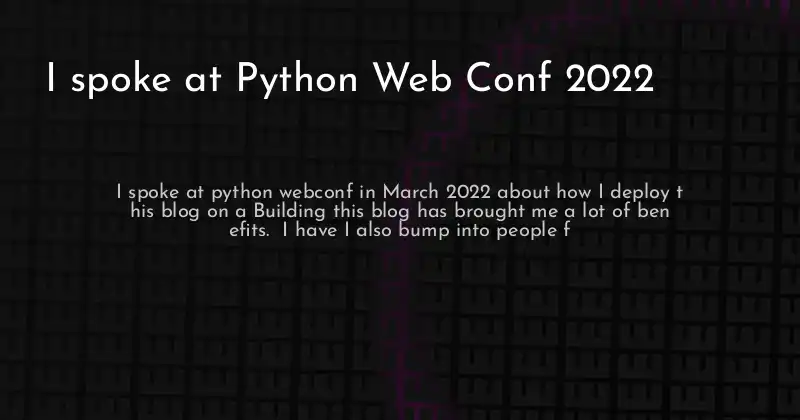 I spoke at Python Web Conf 2022
I spoke at python webconf in March 2022 about how I deploy t
his blog on a Building this blog has brought me a lot of ben
efits.  I have I also bump into people f